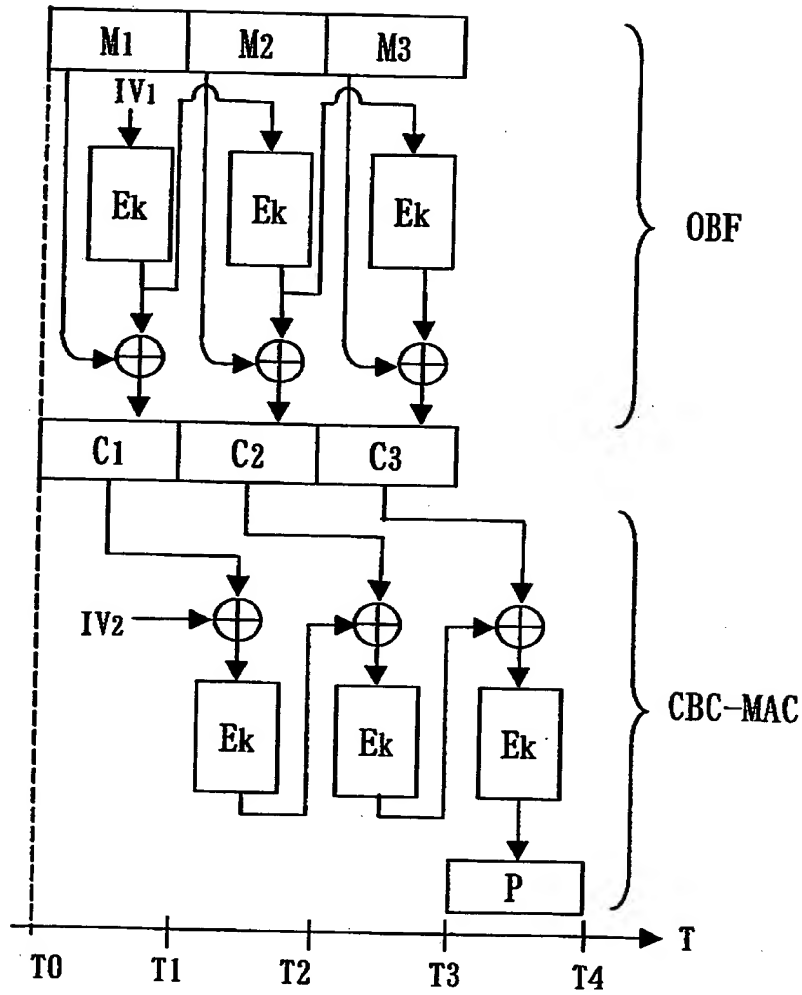 M1 M2 M3
IV1
Ek Ek Ek
OBF
C1 C2 C3
IV2
Ek Ek Ek
CBC-MAC
P
T
T0 T1 T2 T3 T4